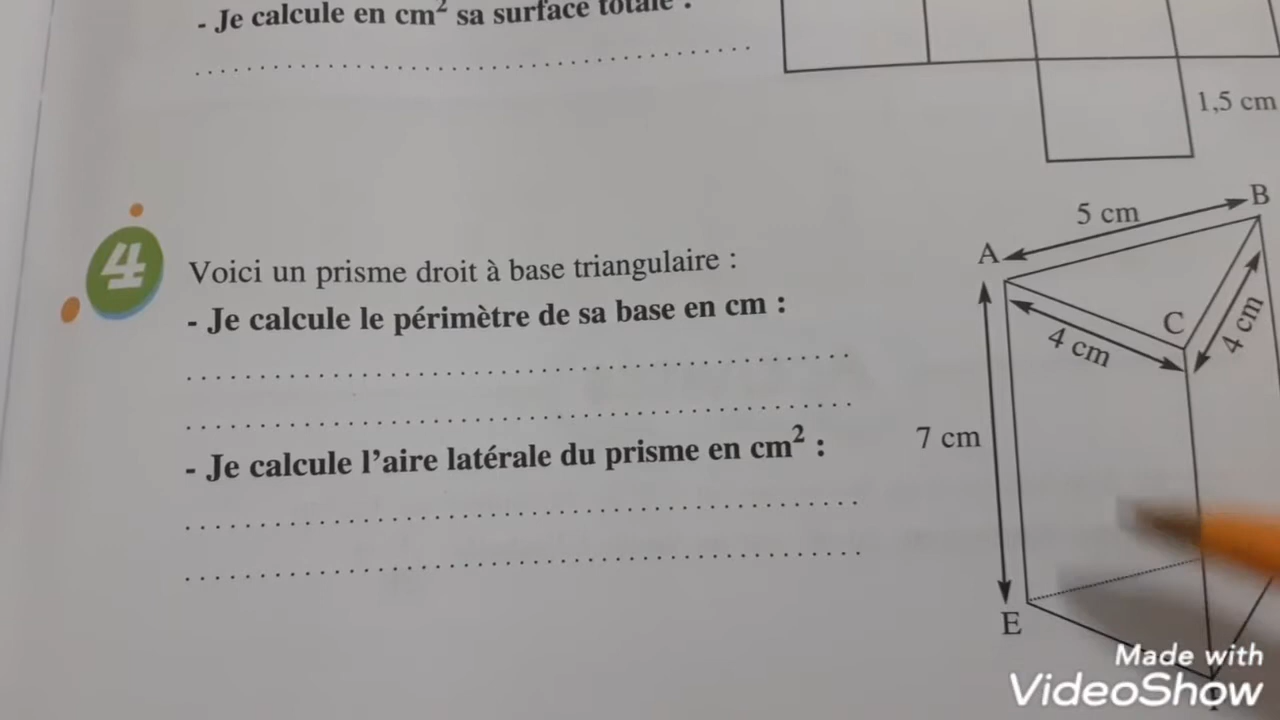 - Je calcule en cm² sa surface totale :
1,5 cm
4
Voici un prisme droit à base triangulaire :
- Je calcule le périmètre de sa base en cm :
- Je calcule l'aire latérale du prisme en cm² :
5 cm
B
A
C
4 cm
4 cm
7 cm
E
Made with
VideoShow